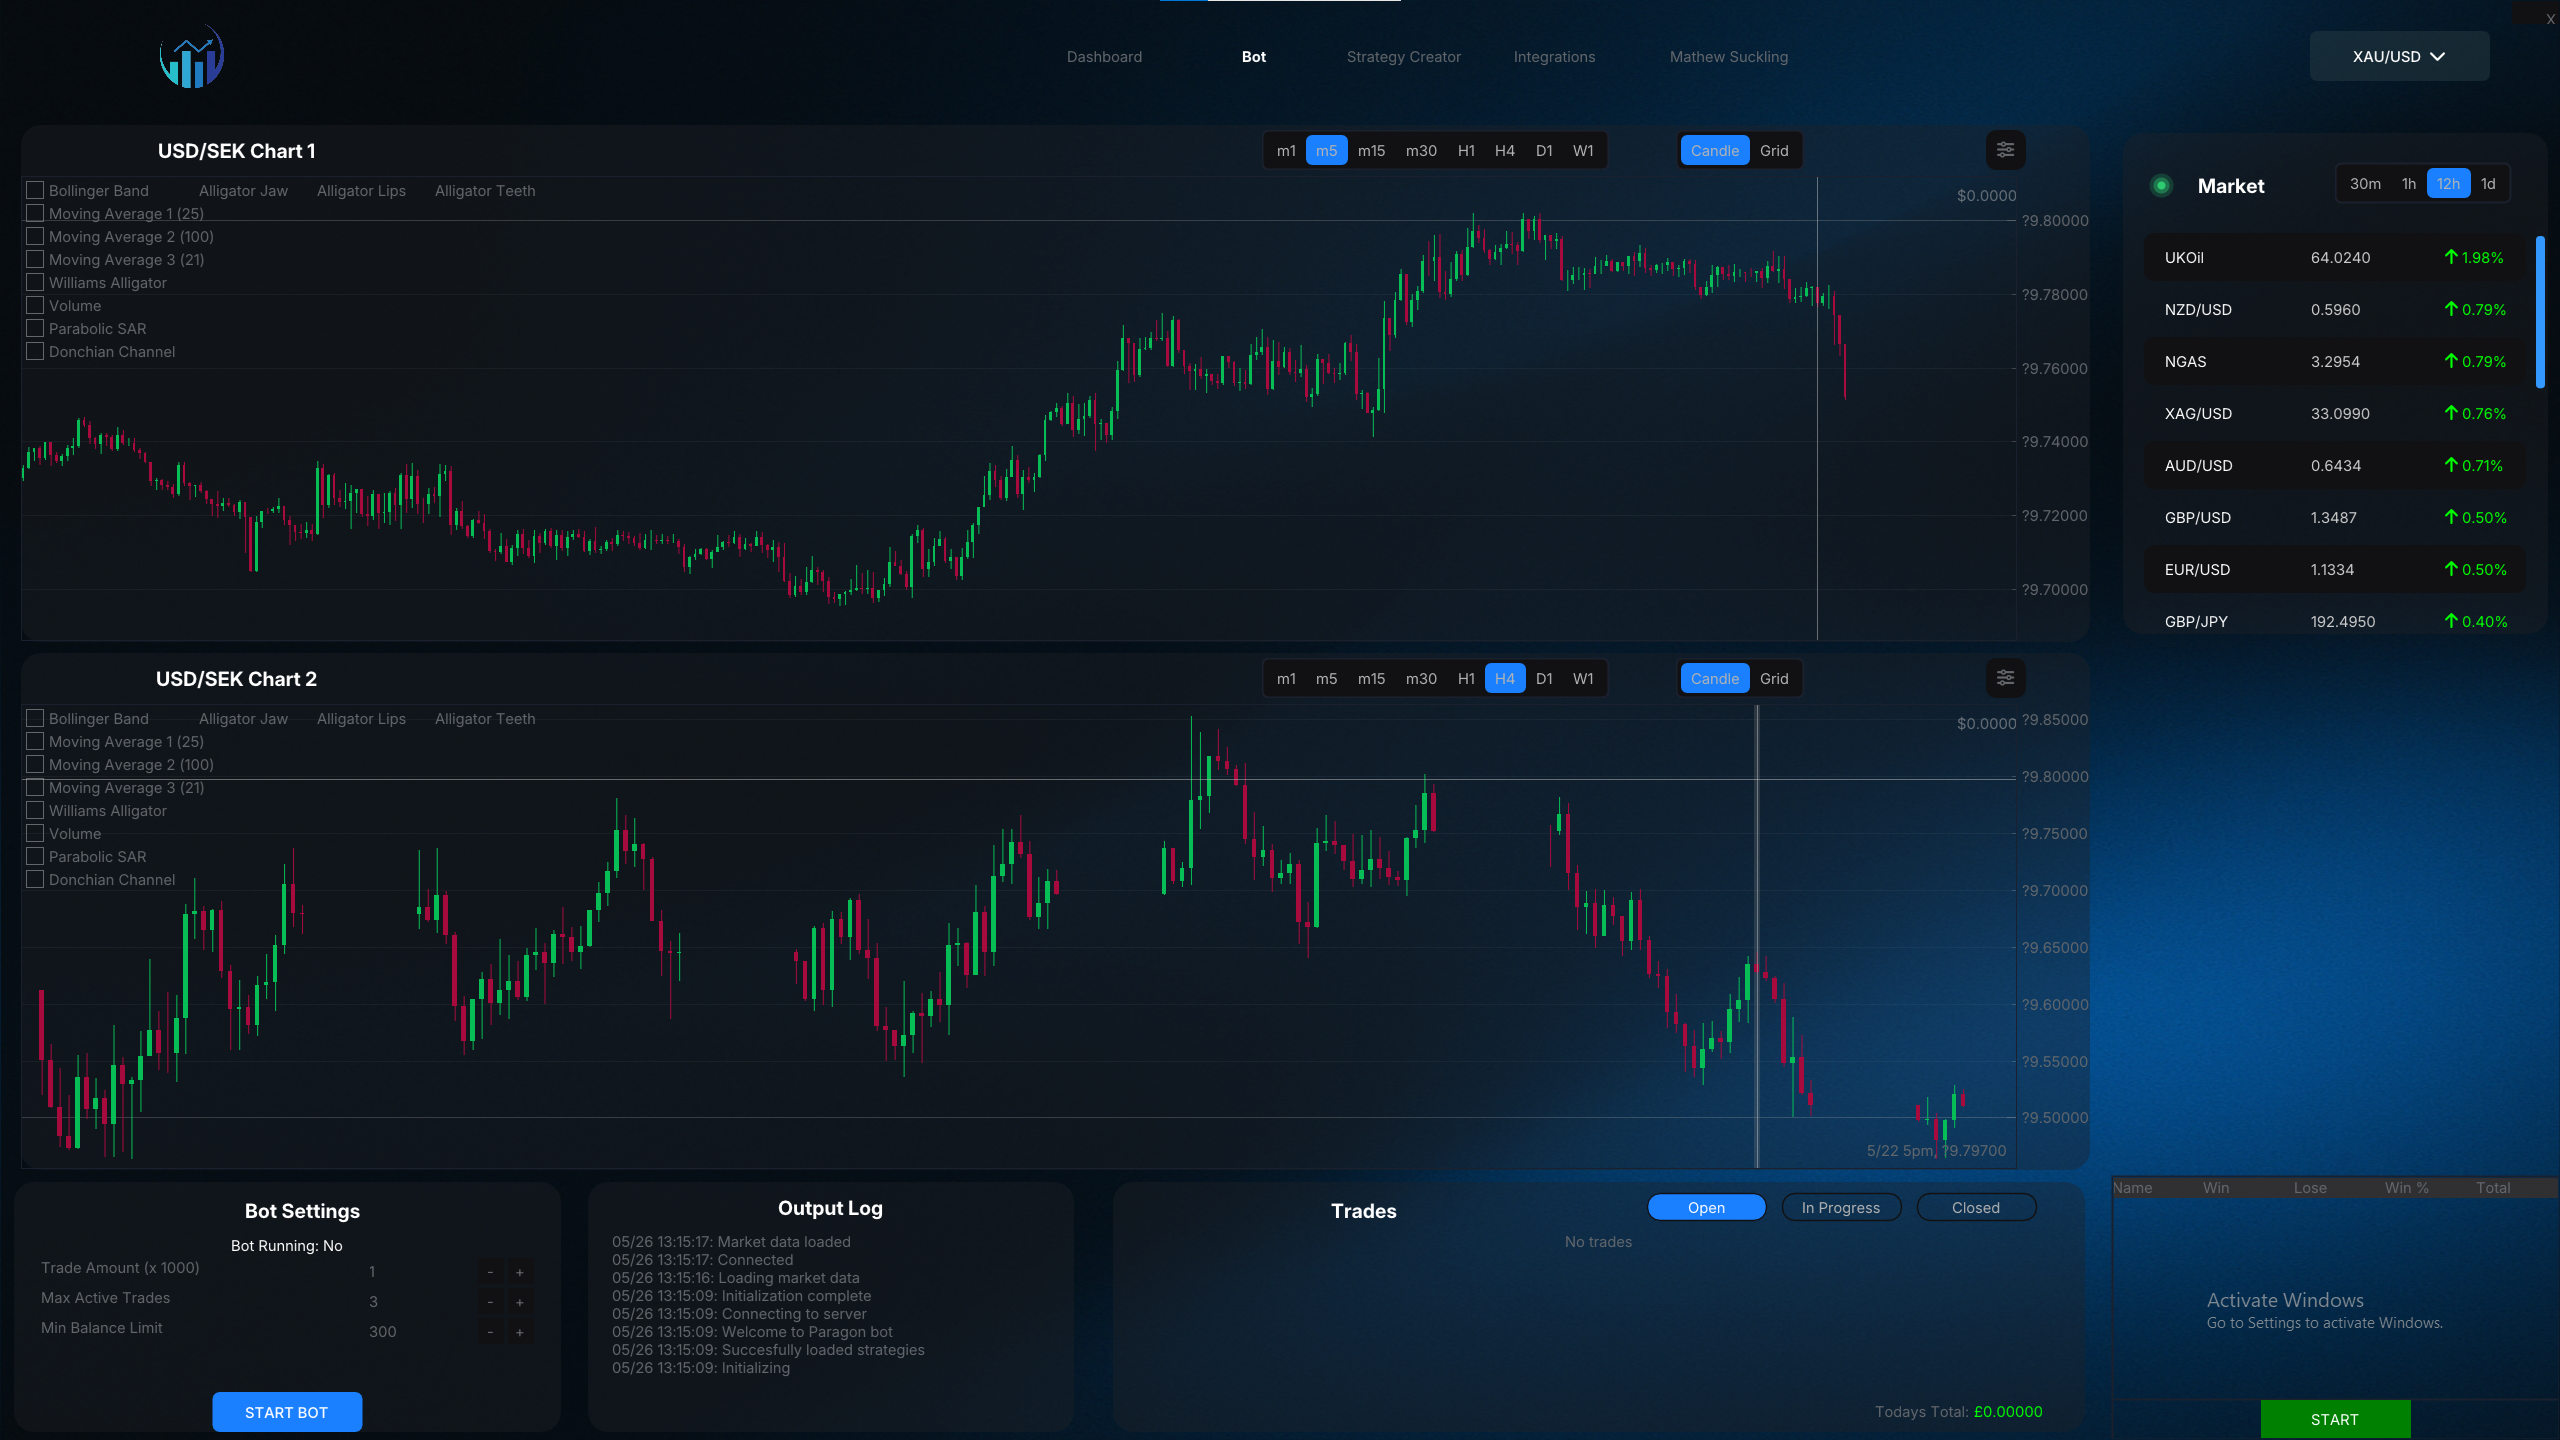 X
Dashboard Bot Strategy Creator Integrations Mathew Suckling XAU/USD
USD/SEK Chart 1 m1 m5 m15 m30 H1 H4 D1 W1 Candle Grid
Bollinger Band Alligator Jaw Alligator Lips Alligator Teeth $0.0000
Moving Average 1 (25) ?9.80000
Moving Average 2 (100)
Moving Average 3 (21)
Williams Alligator
Volume ?9.78000
Parabolic SAR
Donchian Channel
?9.76000
?9.74000
?9.72000
?9.70000
Market 30m 1h 12h 1d
UKOil 64.0240 1.98%
NZD/USD 0.5960 0.79%
NGAS 3.2954 0.79%
XAG/USD 33.0990 0.76%
AUD/USD 0.6434 0.71%
GBP/USD 1.3487 0.50%
EUR/USD 1.1334 0.50%
GBP/JPY 192.4950 0.40%
USD/SEK Chart 2 m1 m5 m15 m30 H1 H4 D1 W1 Candle Grid
Bollinger Band Alligator Jaw Alligator Lips Alligator Teeth $0.0000 ?9.85000
Moving Average 1 (25)
Moving Average 2 (100) ?9.80000
Moving Average 3 (21)
Williams Alligator
Volume ?9.75000
Parabolic SAR
Donchian Channel ?9.70000
?9.65000
?9.60000
?9.55000
?9.50000
5/22 5pm, ?9.79700
Bot Settings
Bot Running: No
Trade Amount (x 1000) 1 - +
Max Active Trades 3 - +
Min Balance Limit 300 - +
START BOT
Output Log
05/26 13:15:17: Market data loaded
05/26 13:15:17: Connected
05/26 13:15:16: Loading market data
05/26 13:15:09: Initialization complete
05/26 13:15:09: Connecting to server
05/26 13:15:09: Welcome to Paragon bot
05/26 13:15:09: Succesfully loaded strategies
05/26 13:15:09: Initializing
Trades Open In Progress Closed
No trades
Todays Total: £0.00000
Name Win Lose Win % Total
Activate Windows
Go to Settings to activate Windows.
START